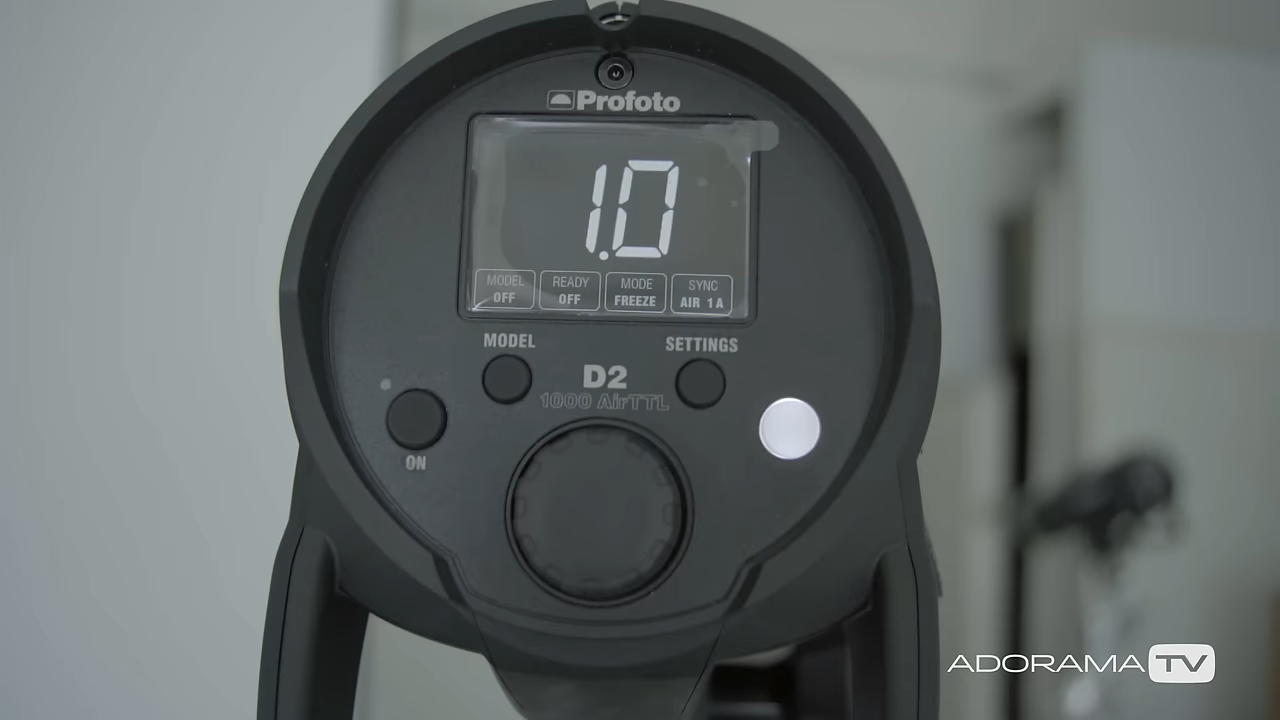 Profoto
1.0
MODEL READY MODE SYNC
OFF OFF FREEZE AIR 1A
MODEL SETTINGS
D2
1000 AirTTL
ON
ADORAMA TV